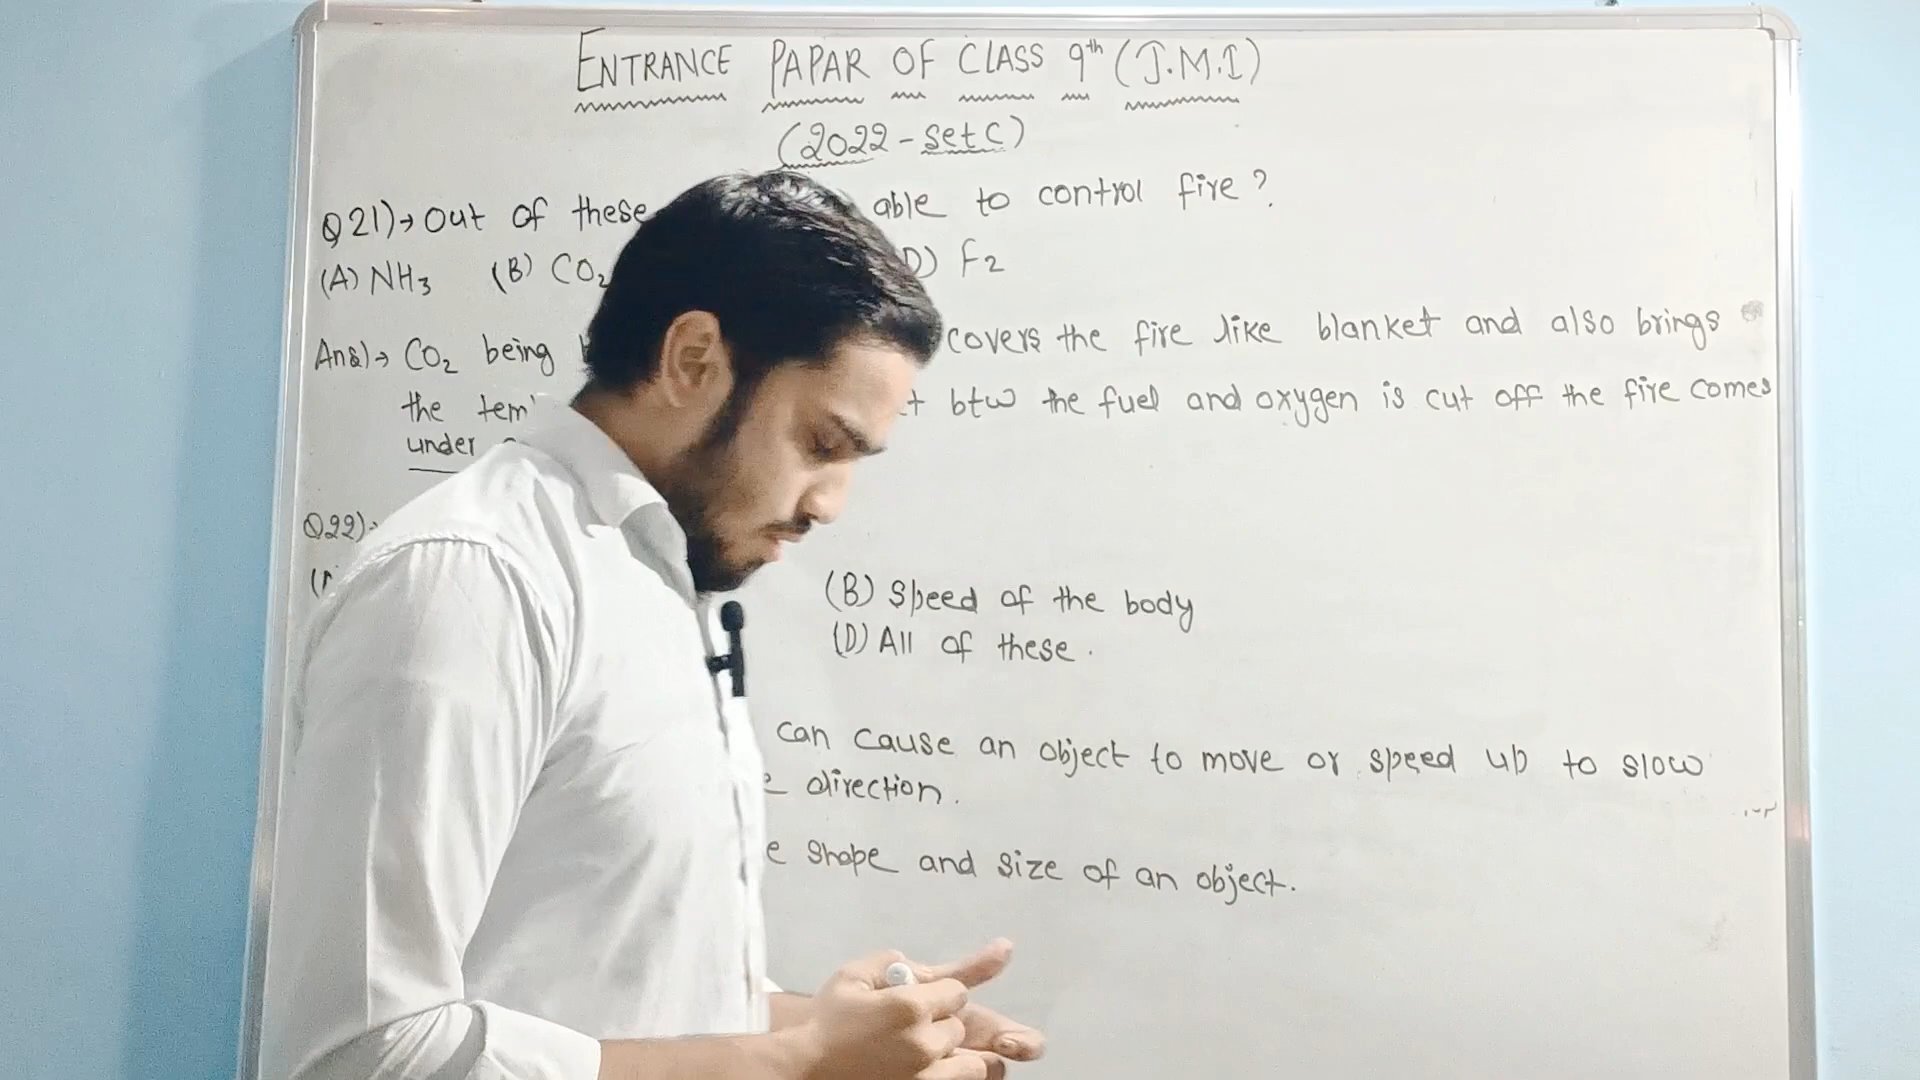 ENTRANCE PAPAR OF CLASS 9th (J.M.I)
(2022 - Set C)
Q21)→ Out of these able to control fire?
(A) NH3 (B) CO2 D) F2
Ans)→ CO2 being covers the fire like blanket and also brings
the btw the fuel and oxygen is cut off the fire comes
under
Q22)
(B) Speed of the body
(D) All of these.
can cause an object to move or speed up to slow
direction.
shape and size of an object.